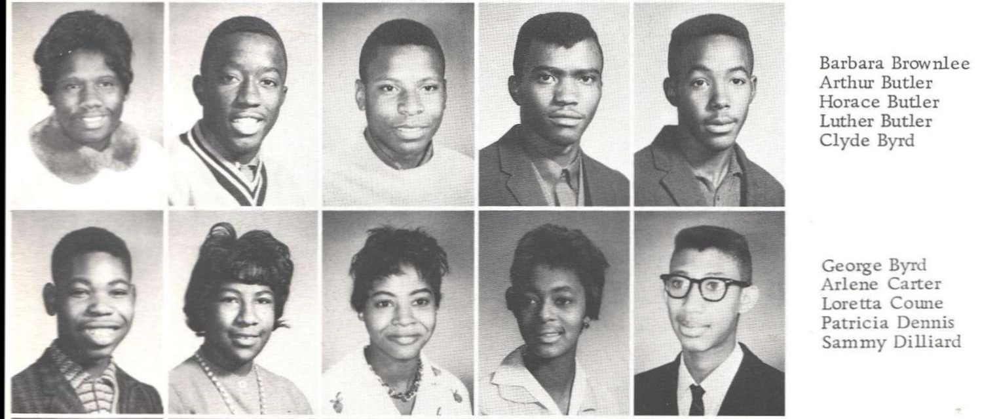 Barbara Brownlee
Arthur Butler
Horace Butler
Luther Butler
Clyde Byrd
George Byrd
Arlene Carter
Loretta Coune
Patricia Dennis
Sammy Dilliard